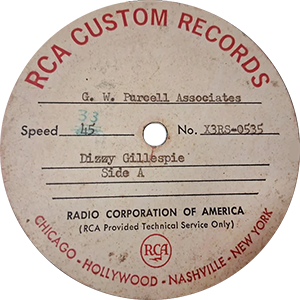 RCA CUSTOM RECORDS
G. W. Purcell Associates
33
Speed 45 No. X3RS-0535
Dizzy Gillespie
Side A
RADIO CORPORATION OF AMERICA
(RCA Provided Technical Service Only)
RCA
CHICAGO - HOLLYWOOD - NASHVILLE - NEW YORK